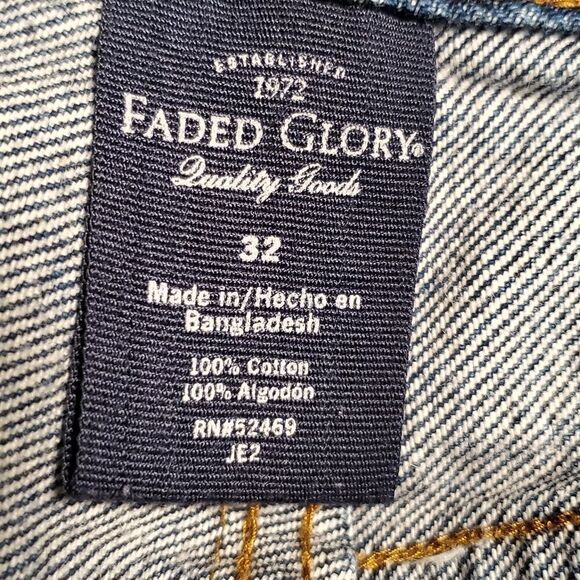 ESTABLISHED
1972
FADED GLORY®
Quality Goods
32
Made in/Hecho en
Bangladesh
100% Cotton
100% Algodón
RN#52469
JE2